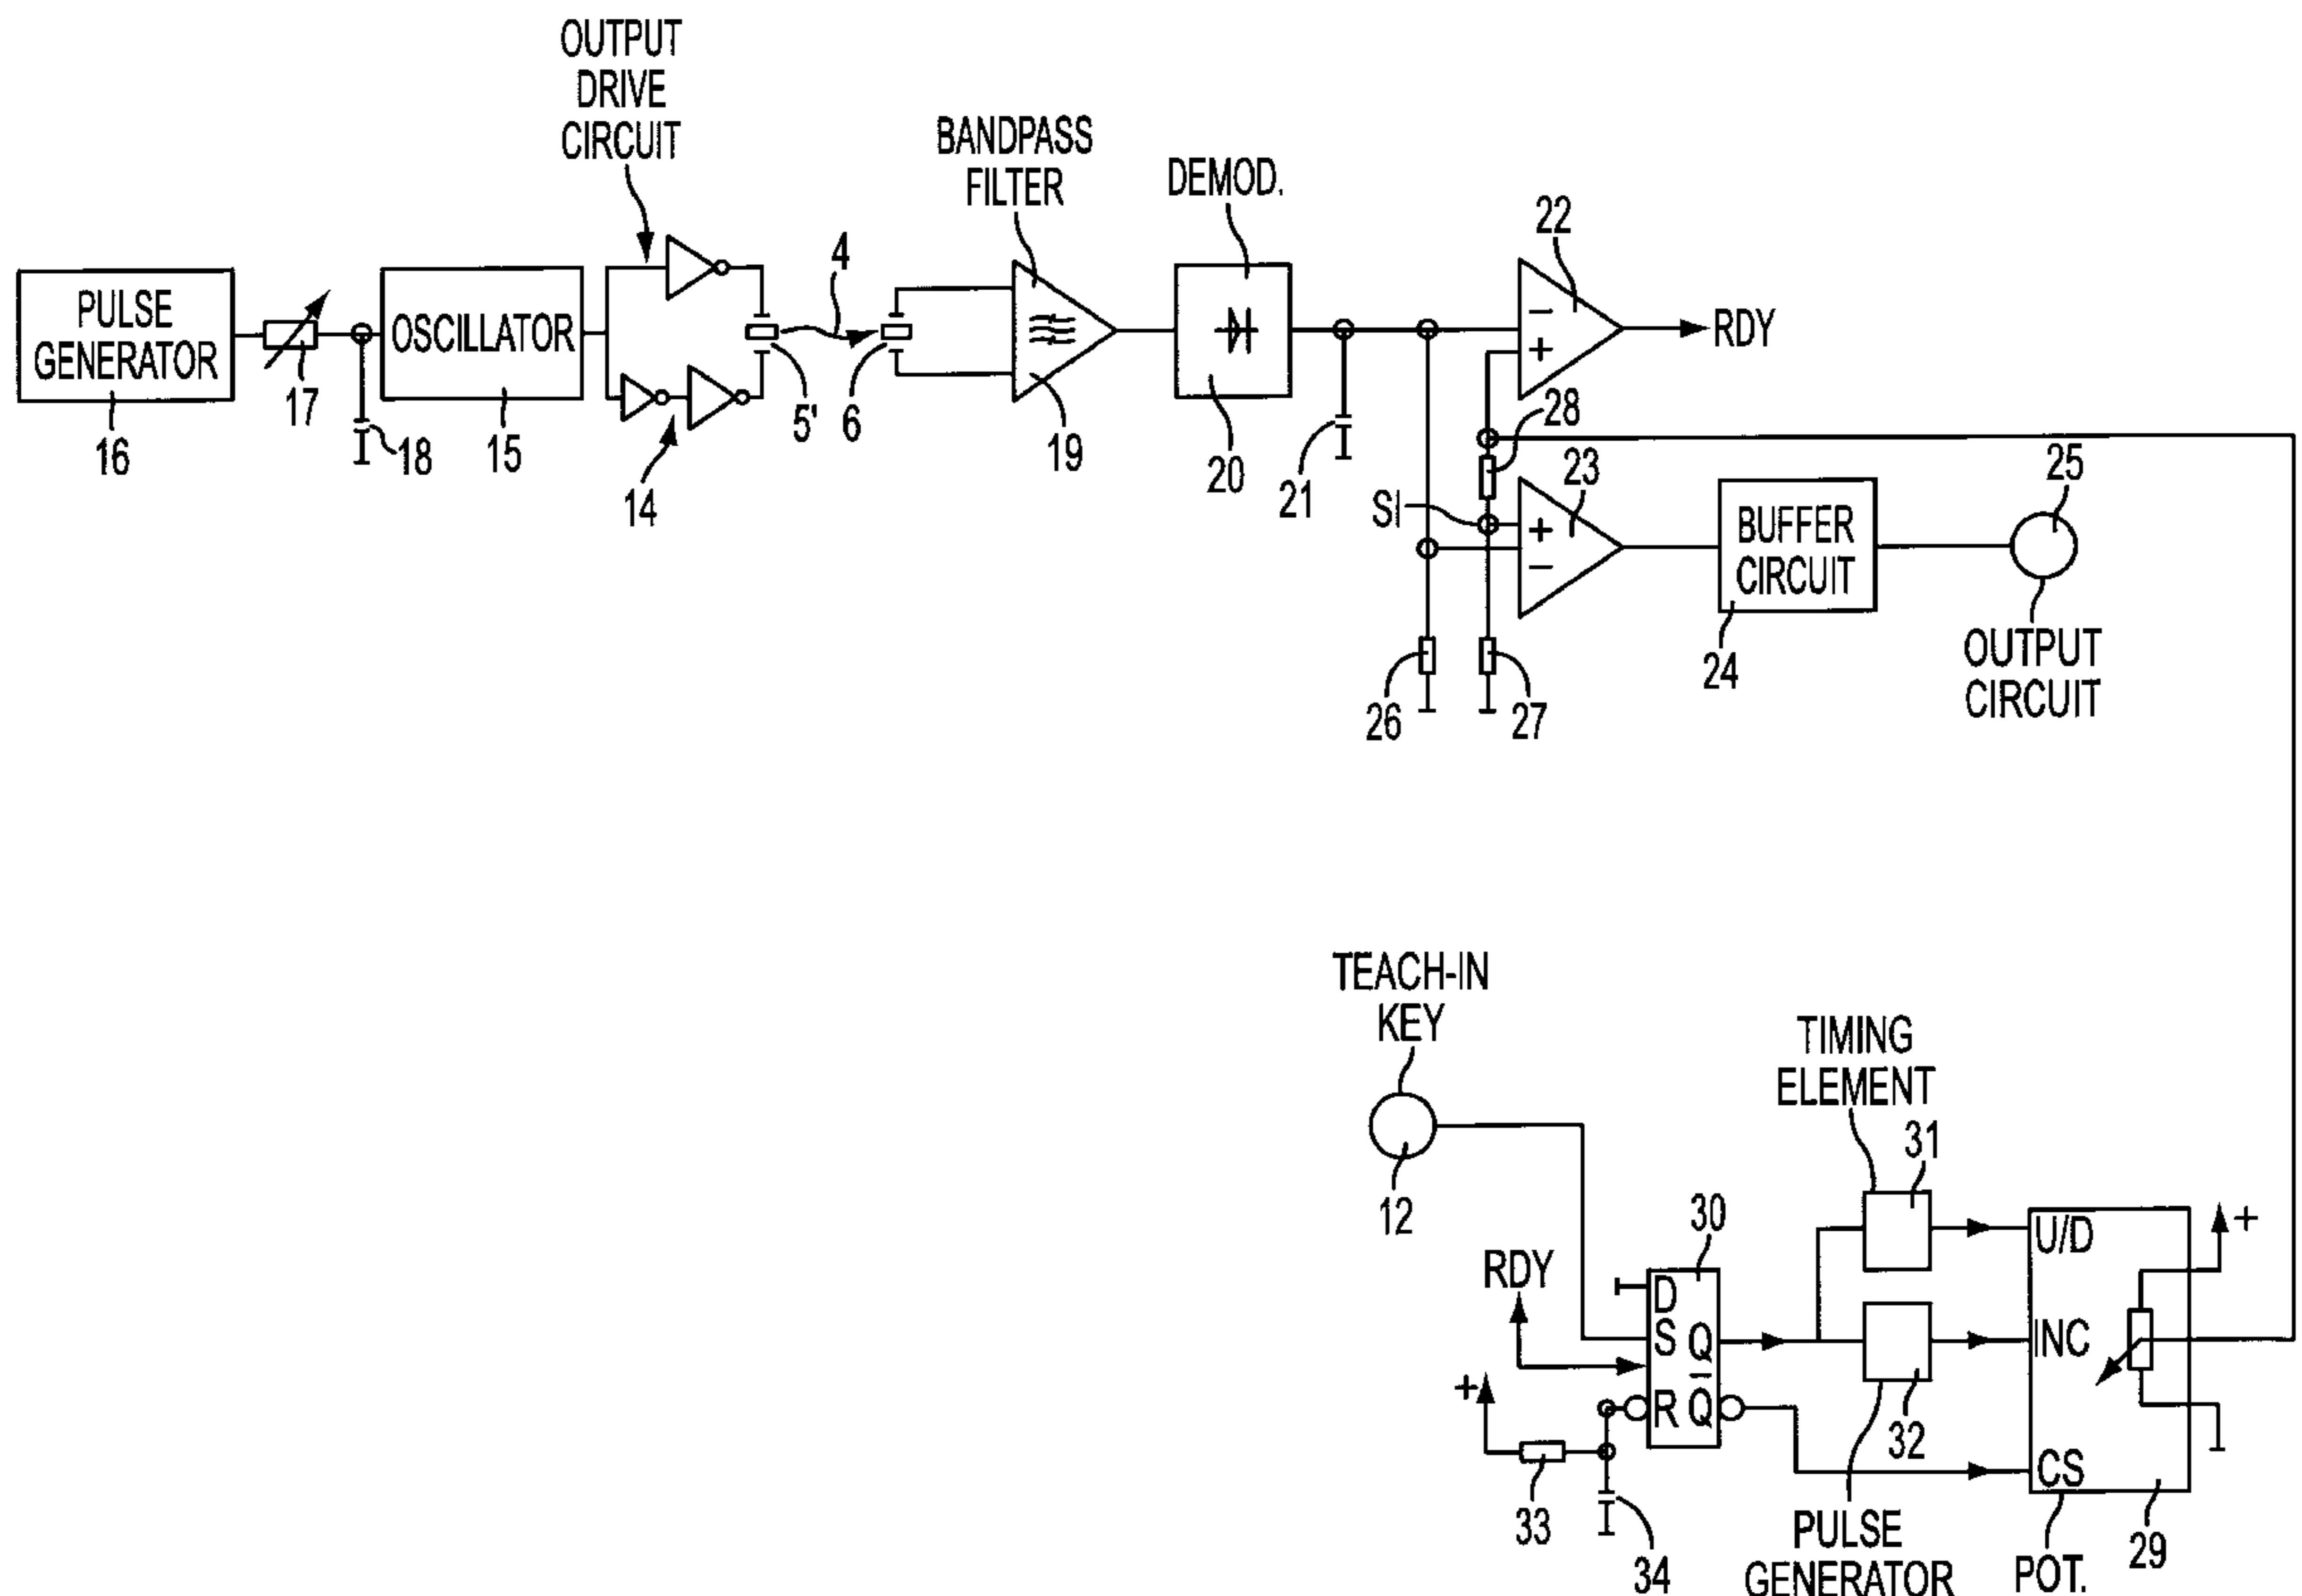 OUTPUT
DRIVE
CIRCUIT
BANDPASS
FILTER
DEMOD.
PULSE
GENERATOR
16
17
18
OSCILLATOR
15
14
4
5'
6
19
20
21
22
−
+
RDY
28
SI
23
+
−
BUFFER
CIRCUIT
24
25
OUTPUT
CIRCUIT
26
27
TEACH-IN
KEY
12
TIMING
ELEMENT
31
30
RDY
D
S Q
R Q̅
+
33
34
32
PULSE
GENERATOR
U/D
INC
CS
+
29
POT.